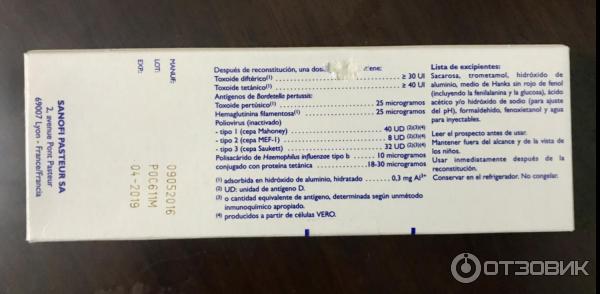 Después de reconstitución, una dos iene:
Toxoide diftérico(1) ≥ 30 UI
Toxoide tetánico(1) ≥ 40 UI
Antígenos de Bordetella pertussis:
Toxoide pertúsico(1) 25 microgramos
Hemaglutinina filamentosa(1) 25 microgramos
Poliovirus (inactivado)
- tipo 1 (cepa Mahoney) 40 UD (2)(3)(4)
- tipo 2 (cepa MEF-1) 8 UD (2)(3)(4)
- tipo 3 (cepa Saukett) 32 UD (2)(3)(4)
Polisacárido de Haemophilus influenzae tipo b 10 microgramos
conjugado con proteína tetánica 18-30 microgramos
(1) adsorbida en hidróxido de aluminio, hidratado 0,3 mg Al3+
(2) UD: unidad de antígeno D.
(3) o cantidad equivalente de antígeno, determinada según unmétodo
inmunoquímico apropiado.
(4) producidos a partir de células VERO.
Lista de excipientes:
Sacarosa, trometamol, hidróxido de
aluminio, medio de Hanks sin rojo de fenol
(incluyendo la fenilalanina y la glucosa), ácido
acético y/o hidróxido de sodio (para ajuste
del pH), formaldehído, fenoxietanol y agua
para inyectables.
Leer el prospecto antes de usar.
Mantener fuera del alcance y de la vista de
los niños.
Usar inmediatamente después de la
reconstitución.
Conservar en el refrigerador. No congelar.
MANUF:
LOT:
EXP:
09052016
P0C611M
04-2019
SANOFI PASTEUR SA
2, avenue Pont Pasteur
69007 Lyon - France/Francia
ОТЗОВИК